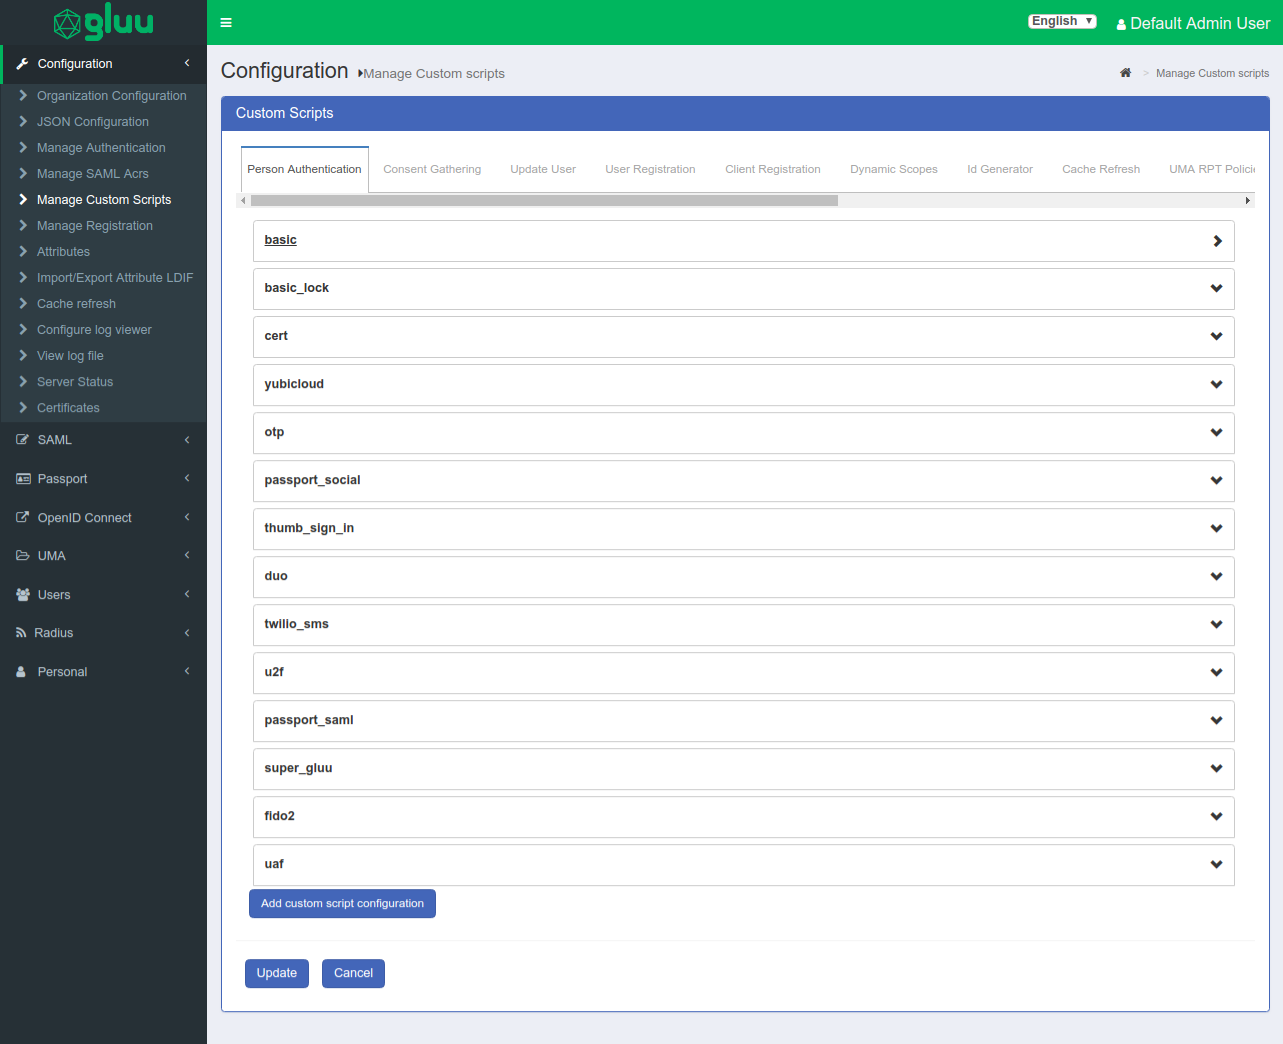 gluu
English
Default Admin User
Configuration
Organization Configuration
JSON Configuration
Manage Authentication
Manage SAML Acrs
Manage Custom Scripts
Manage Registration
Attributes
Import/Export Attribute LDIF
Cache refresh
Configure log viewer
View log file
Server Status
Certificates
SAML
Passport
OpenID Connect
UMA
Users
Radius
Personal
Configuration Manage Custom scripts
> Manage Custom scripts
Custom Scripts
Person Authentication Consent Gathering Update User User Registration Client Registration Dynamic Scopes Id Generator Cache Refresh UMA RPT Policie
basic
basic_lock
cert
yubicloud
otp
passport_social
thumb_sign_in
duo
twilio_sms
u2f
passport_saml
super_gluu
fido2
uaf
Add custom script configuration
Update Cancel